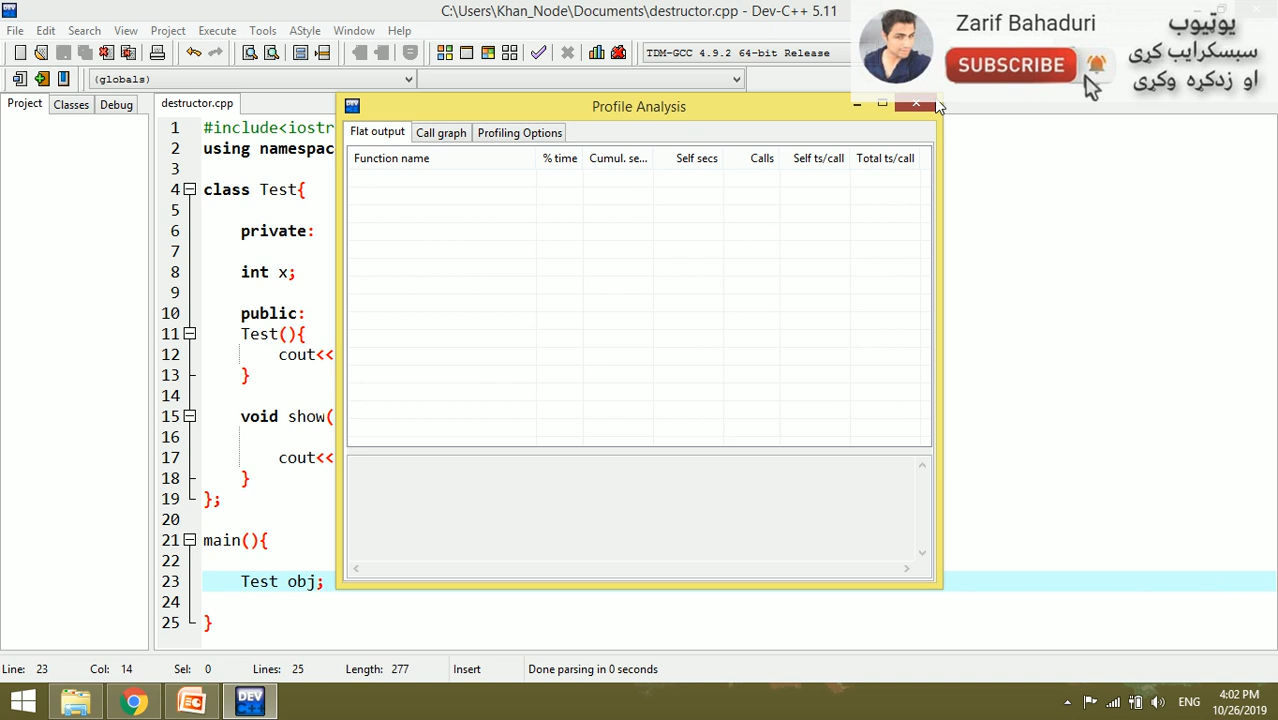 C:\Users\Khan_Node\Documents\destructor.cpp - Dev-C++ 5.11
File Edit Search View Project Execute Tools AStyle Window Help
TDM-GCC 4.9.2 64-bit Release
(globals)
Zarif Bahaduri
SUBSCRIBE
یوټیوب
سبسکرایب کړی
او زدکړه وکړی
Project Classes Debug
destructor.cpp
Profile Analysis
Flat output Call graph Profiling Options
Function name % time Cumul. se... Self secs Calls Self ts/call Total ts/call
1 #include<iostr
2 using namespac
3
4 class Test{
5
6 private:
7
8 int x;
9
10 public:
11 Test(){
12 cout<<
13 }
14
15 void show(
16
17 cout<<
18 }
19 };
20
21 main(){
22
23 Test obj;
24
25 }
Line: 23 Col: 14 Sel: 0 Lines: 25 Length: 277 Insert Done parsing in 0 seconds
DEV C++
ENG
4:02 PM
10/26/2019